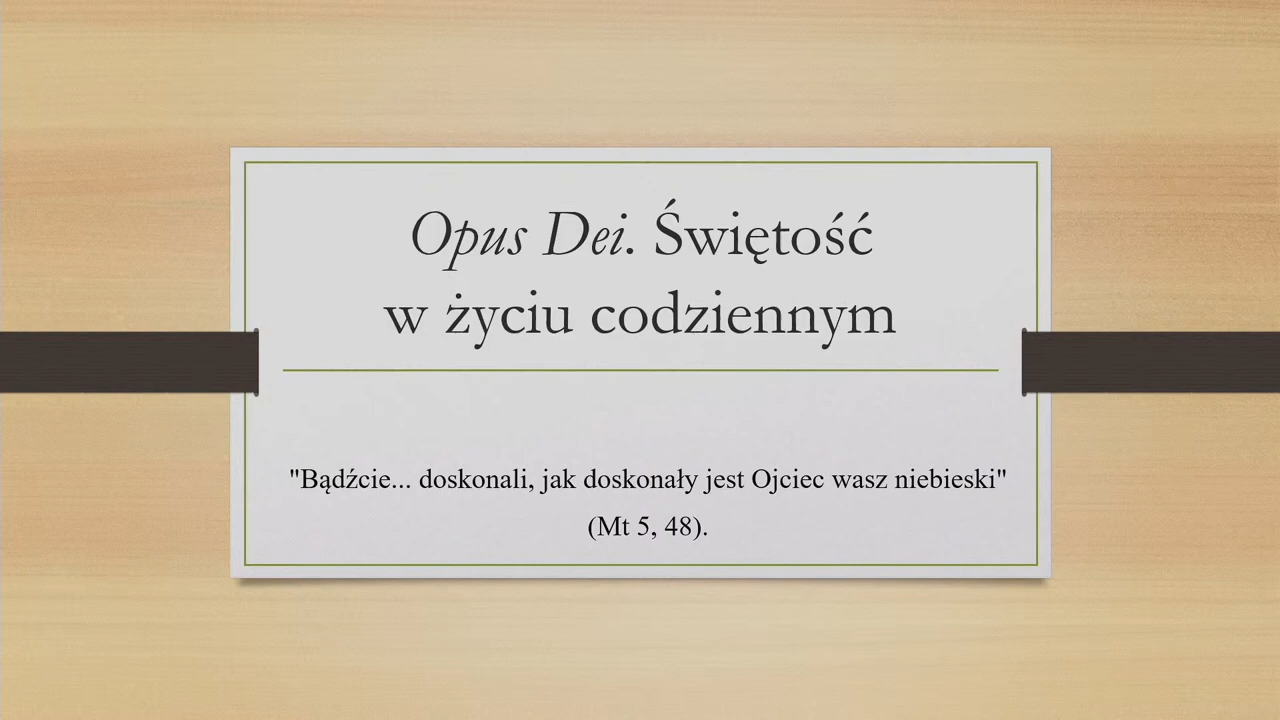 Opus Dei. Świętość
w życiu codziennym
"Bądźcie... doskonali, jak doskonały jest Ojciec wasz niebieski"
(Mt 5, 48).